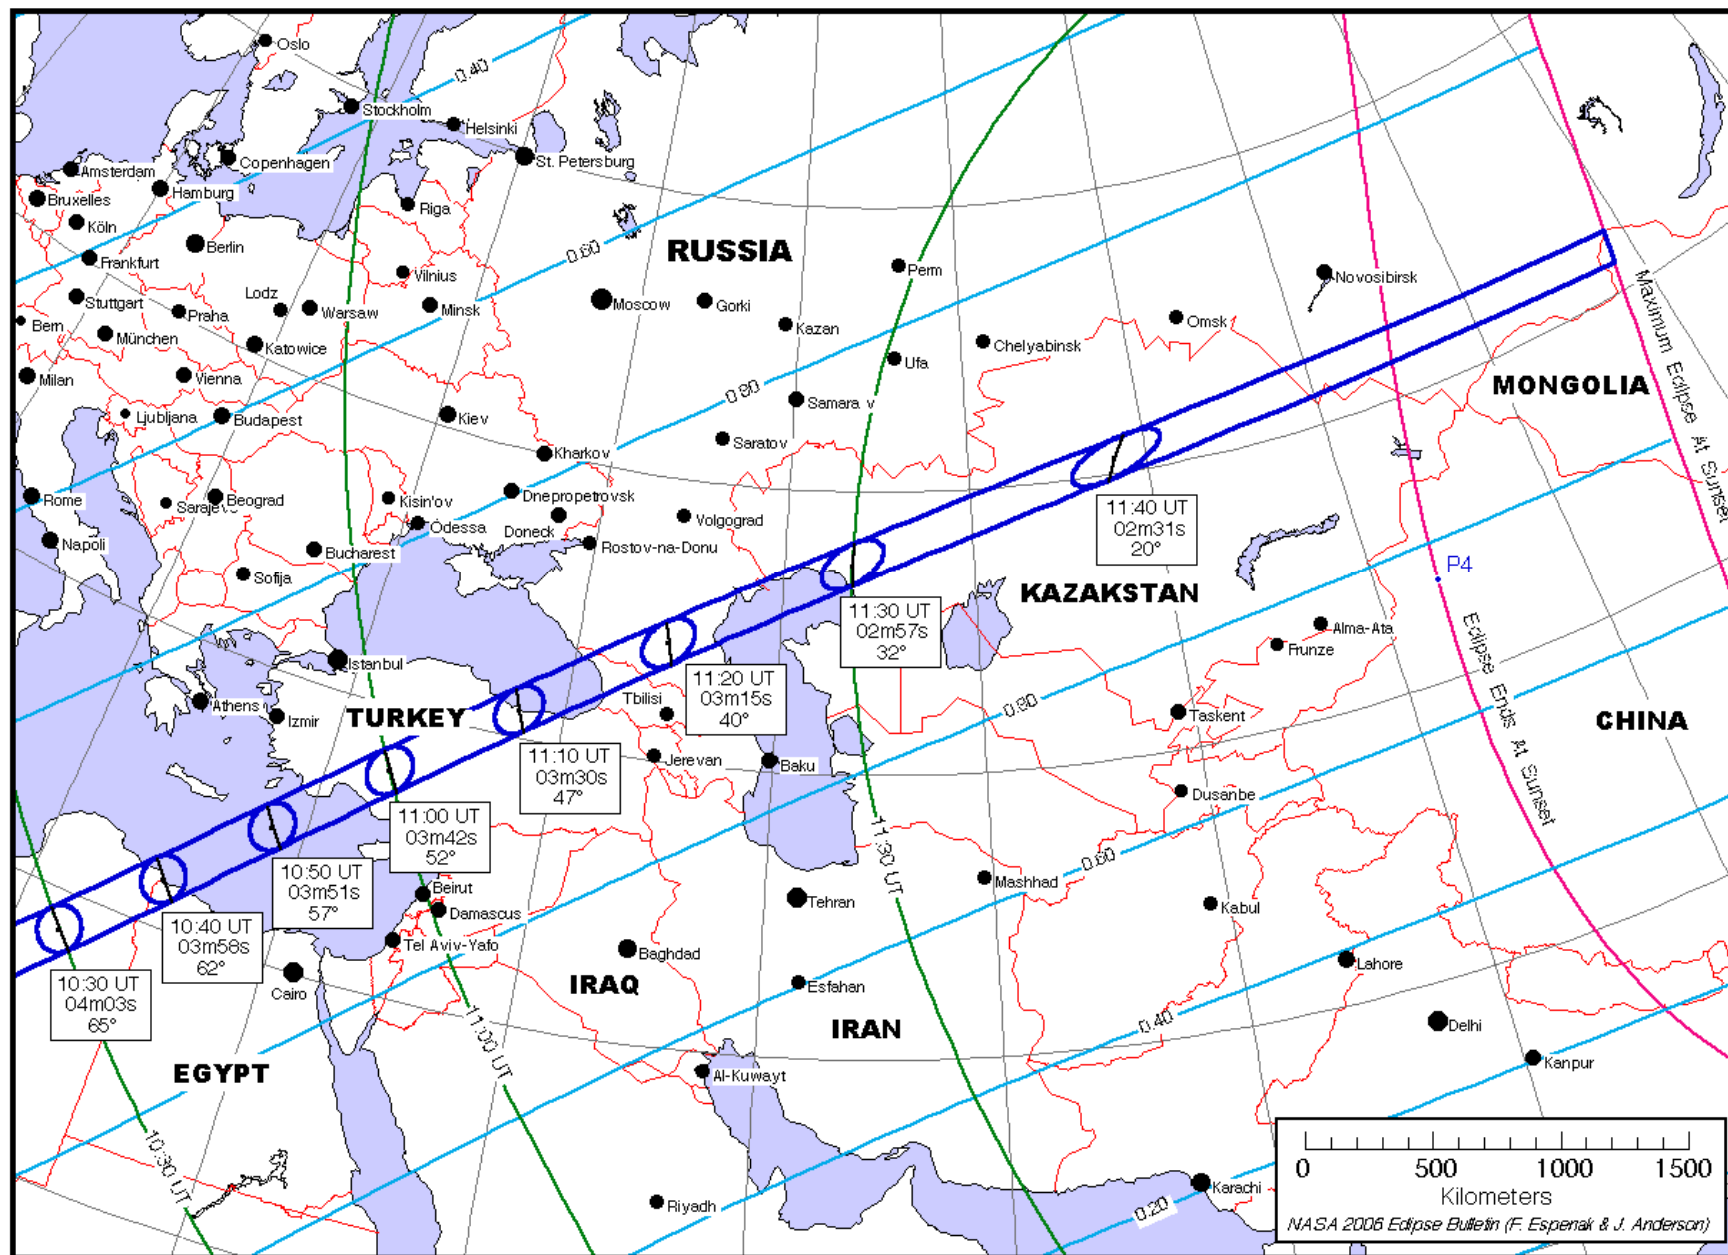 Oslo
0.40
Stockholm
Helsinki
St. Petersburg
Copenhagen
Amsterdam
Hamburg
Bruxelles
Köln
Riga
Berlin
Frankfurt
RUSSIA
0.60
Perm
Vilnius
Novosibirsk
Stuttgart
Lodz
Praha
Warsaw
Minsk
Moscow
Gorki
Kazan
Omsk
Bern
München
Katowice
Chelyabinsk
Ufa
Milan
Vienna
0.80
MONGOLIA
Maximum Eclipse At Sunset
Ljubljana
Budapest
Kiev
Samara
Saratov
Kharkov
Rome
Beograd
Kisin'ov
Dnepropetrovsk
Odessa
Doneck
Volgograd
11:40 UT
02m31s
20°
Napoli
Bucharest
Rostov-na-Donu
Sofija
P4
KAZAKSTAN
11:30 UT
02m57s
32°
Eclipse Ends At Sunset
Alma-Ata
Frunze
Istanbul
11:20 UT
03m15s
40°
Tbilisi
Athens
Izmir
TURKEY
0.80
Taskent
CHINA
11:10 UT
03m30s
47°
Jerevan
Baku
Dusanbe
11:00 UT
03m42s
52°
11:30 UT
0.60
10:50 UT
03m51s
57°
Beirut
Damascus
Mashhad
Tehran
Kabul
10:40 UT
03m58s
62°
Tel Aviv-Yafo
Baghdad
Lahore
10:30 UT
04m03s
65°
Cairo
IRAQ
Esfahan
11:00 UT
IRAN
0.40
Delhi
EGYPT
Al-Kuwayt
Kanpur
10:30 UT
Riyadh
Karachi
0.20
0 500 1000 1500
Kilometers
NASA 2006 Eclipse Bulletin (F. Espenak & J. Anderson)